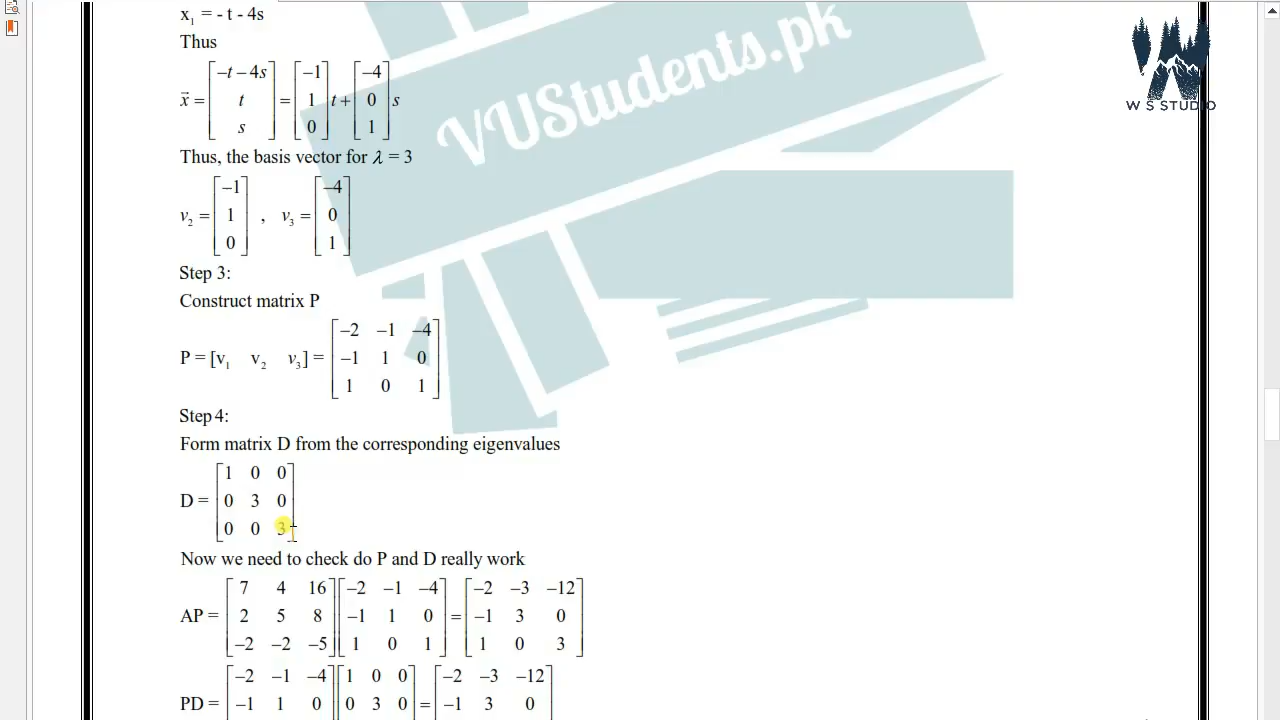 x₁ = - t - 4s
Thus
x⃗ = [−t − 4s; t; s] = [−1; 1; 0] t + [−4; 0; 1] s
Thus, the basis vector for λ = 3
v₂ = [−1; 1; 0] , v₃ = [−4; 0; 1]
Step 3:
Construct matrix P
P = [v₁ v₂ v₃] = [−2 −1 −4; −1 1 0; 1 0 1]
Step 4:
Form matrix D from the corresponding eigenvalues
D = [1 0 0; 0 3 0; 0 0 3]
Now we need to check do P and D really work
AP = [7 4 16; 2 5 8; −2 −2 −5] [−2 −1 −4; −1 1 0; 1 0 1] = [−2 −3 −12; −1 3 0; 1 0 3]
PD = [−2 −1 −4; −1 1 0 [1 0 0; 0 3 0 = [−2 −3 −12; −1 3 0
VUStudents.pk
W S STUDIO